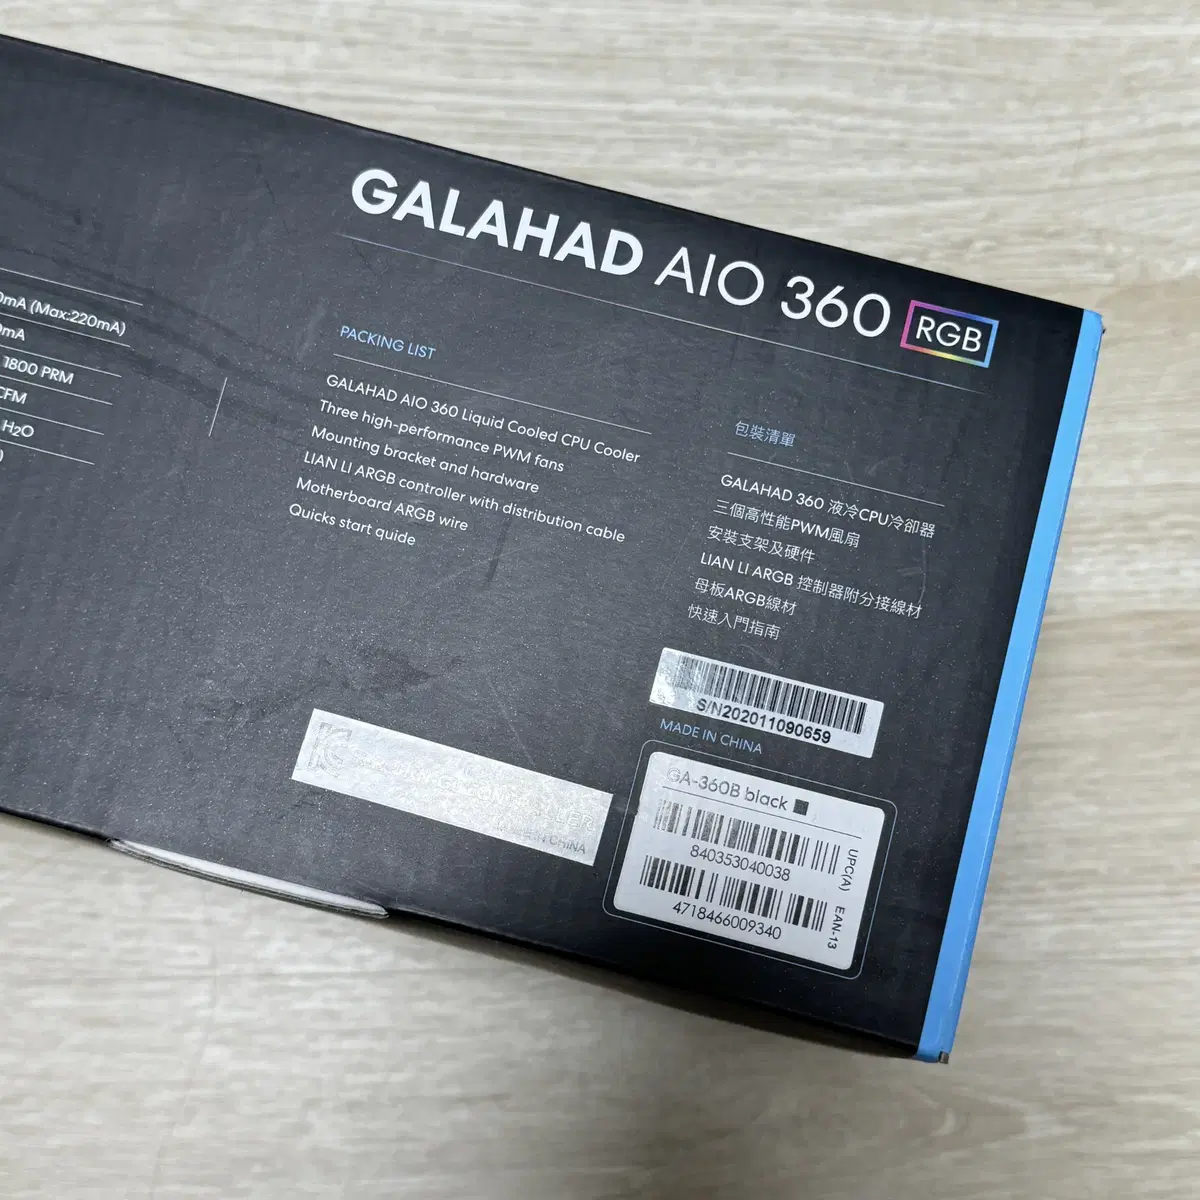 GALAHAD AIO 360 RGB
0mA (Max:220mA)
0mA
1800 PRM
CFM
H₂O
)
PACKING LIST
GALAHAD AIO 360 Liquid Cooled CPU Cooler
Three high-performance PWM fans
Mounting bracket and hardware
LIAN LI ARGB controller with distribution cable
Motherboard ARGB wire
Quicks start guide
包裝清單
GALAHAD 360 液冷CPU冷卻器
三個高性能PWM風扇
安裝支架及硬件
LIAN LI ARGB 控制器附分接線材
母板ARGB線材
快速入門指南
S/N202011090659
MADE IN CHINA
GA-360B black
840353040038
UPC(A)
4718466009340
EAN-13
CHINA